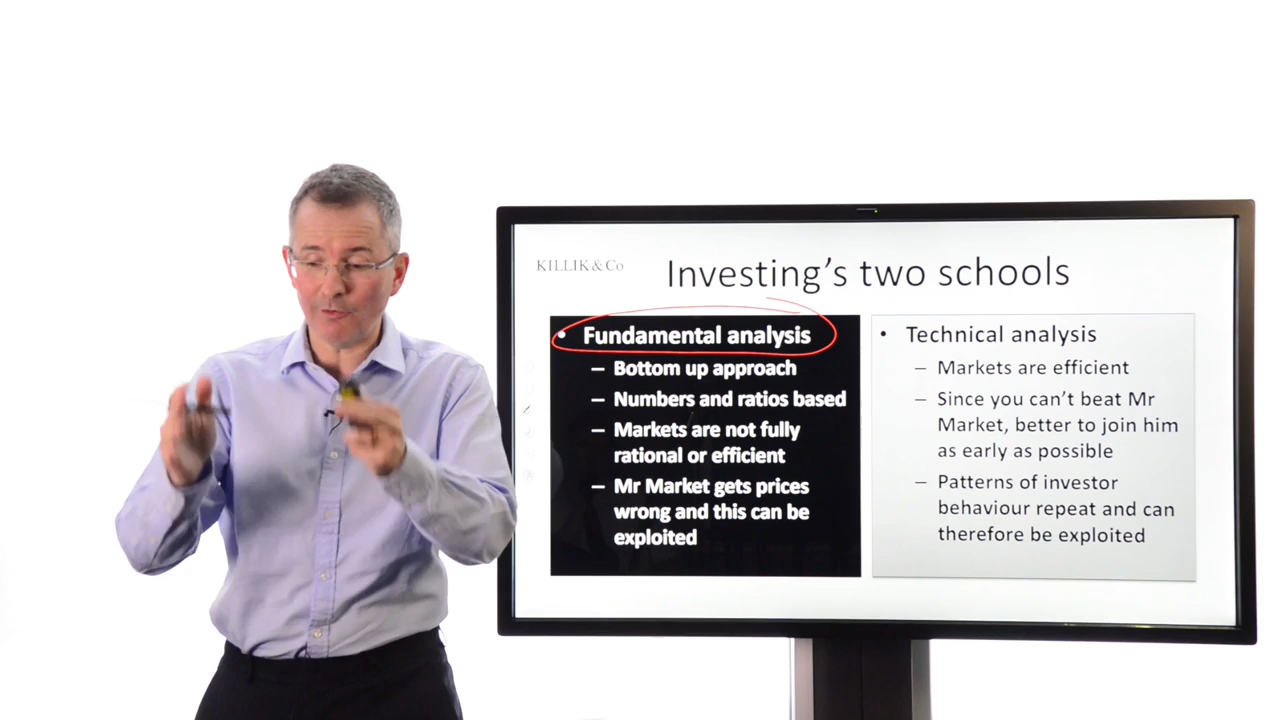 KILLIK & Co
Investing’s two schools
• Fundamental analysis
– Bottom up approach
– Numbers and ratios based
– Markets are not fully
rational or efficient
– Mr Market gets prices
wrong and this can be
exploited
• Technical analysis
– Markets are efficient
– Since you can’t beat Mr
Market, better to join him
as early as possible
– Patterns of investor
behaviour repeat and can
therefore be exploited